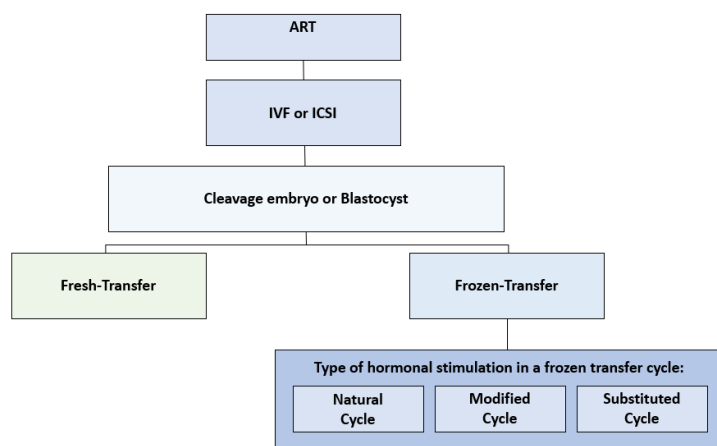 ART
IVF or ICSI
Cleavage embryo or Blastocyst
Fresh-Transfer
Frozen-Transfer
Type of hormonal stimulation in a frozen transfer cycle:
Natural
Cycle
Modified
Cycle
Substituted
Cycle